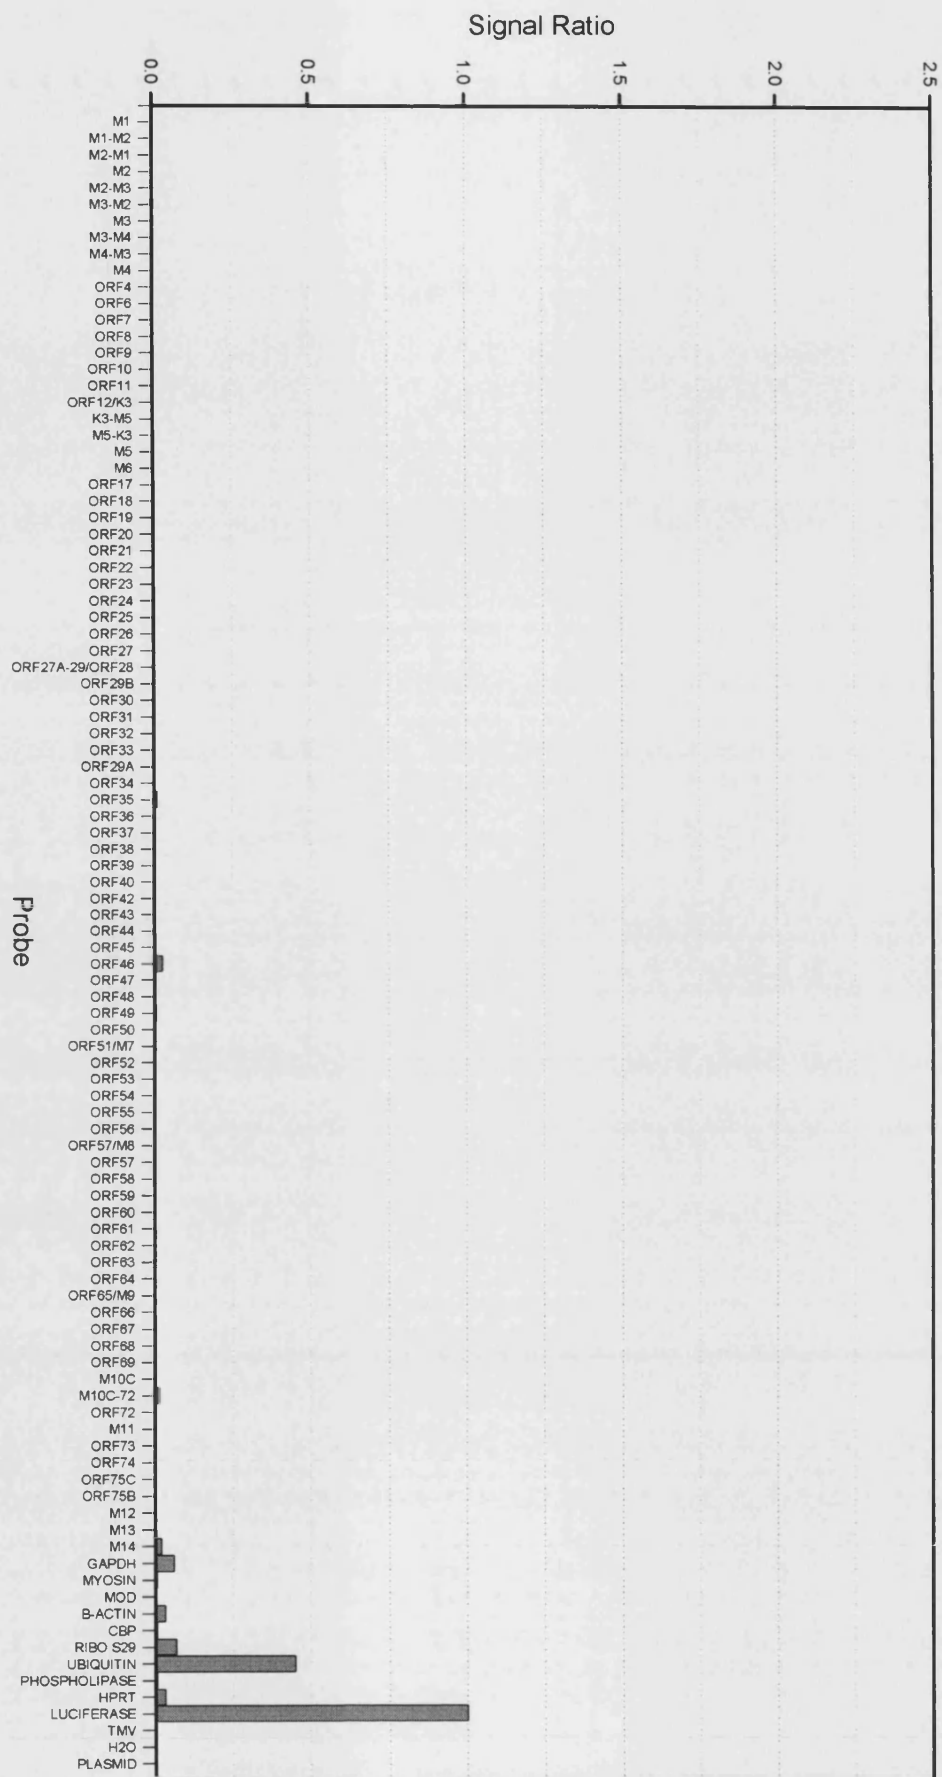 Signal Ratio
0.0
0.5
1.0
1.5
2.0
2.5
M1
M1-M2
M2-M1
M2
M2-M3
M3-M2
M3
M3-M4
M4-M3
M4
ORF4
ORF6
ORF7
ORF8
ORF9
ORF10
ORF11
ORF12/K3
K3-M5
M5-K3
M5
M6
ORF17
ORF18
ORF19
ORF20
ORF21
ORF22
ORF23
ORF24
ORF25
ORF26
ORF27
ORF27A-29/ORF28
ORF29B
ORF30
ORF31
ORF32
ORF33
ORF29A
ORF34
ORF35
ORF36
ORF37
ORF38
ORF39
ORF40
ORF42
ORF43
ORF44
ORF45
ORF46
ORF47
ORF48
ORF49
ORF50
ORF51/M7
ORF52
ORF53
ORF54
ORF55
ORF56
ORF57/M8
ORF57
ORF58
ORF59
ORF60
ORF61
ORF62
ORF63
ORF64
ORF65/M9
ORF66
ORF67
ORF68
ORF69
M10C
M10C-72
ORF72
M11
ORF73
ORF74
ORF75C
ORF75B
M12
M13
M14
GAPDH
MYOSIN
MOD
B-ACTIN
CBP
RIBO S29
UBIQUITIN
PHOSPHOLIPASE
HPRT
LUCIFERASE
TMV
H2O
PLASMID
Probe